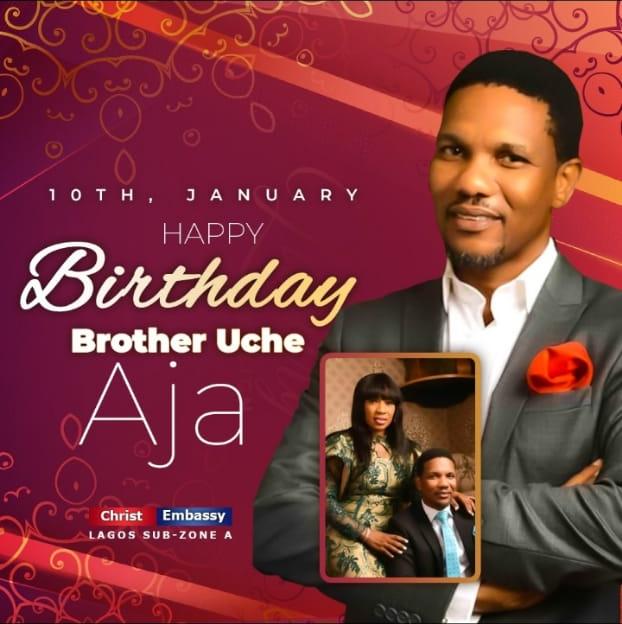 10TH, JANUARY
HAPPY
Birthday
Brother Uche
Aja
Christ Embassy
LAGOS SUB-ZONE A